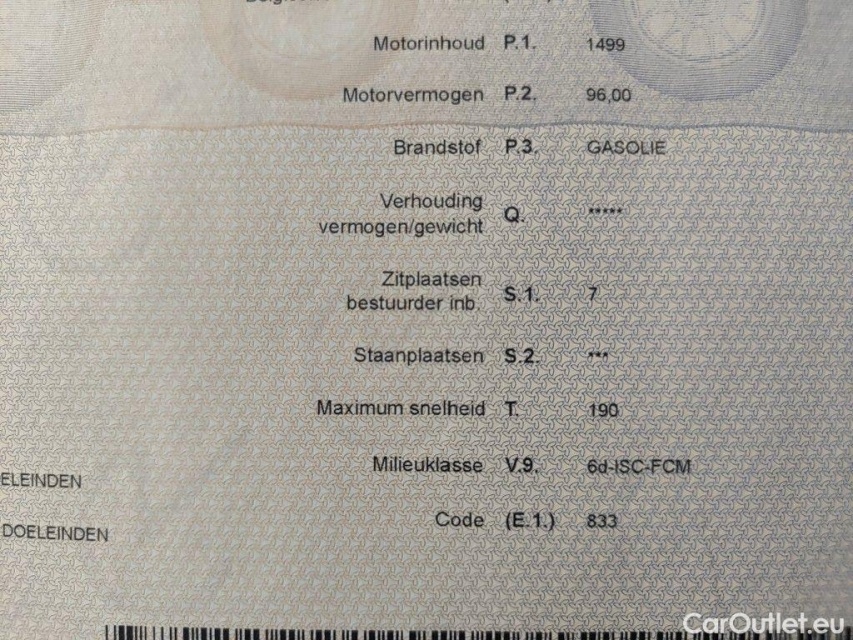 Motorinhoud P.1. 1499
Motorvermogen P.2. 96,00
Brandstof P.3. GASOLIE
Verhouding
vermogen/gewicht Q. *****
Zitplaatsen
bestuurder inb. S.1. 7
Staanplaatsen S.2. ***
Maximum snelheid T. 190
Milieuklasse V.9. 6d-ISC-FCM
ELEINDEN
Code (E.1.) 833
DOELEINDEN
CarOutlet.eu